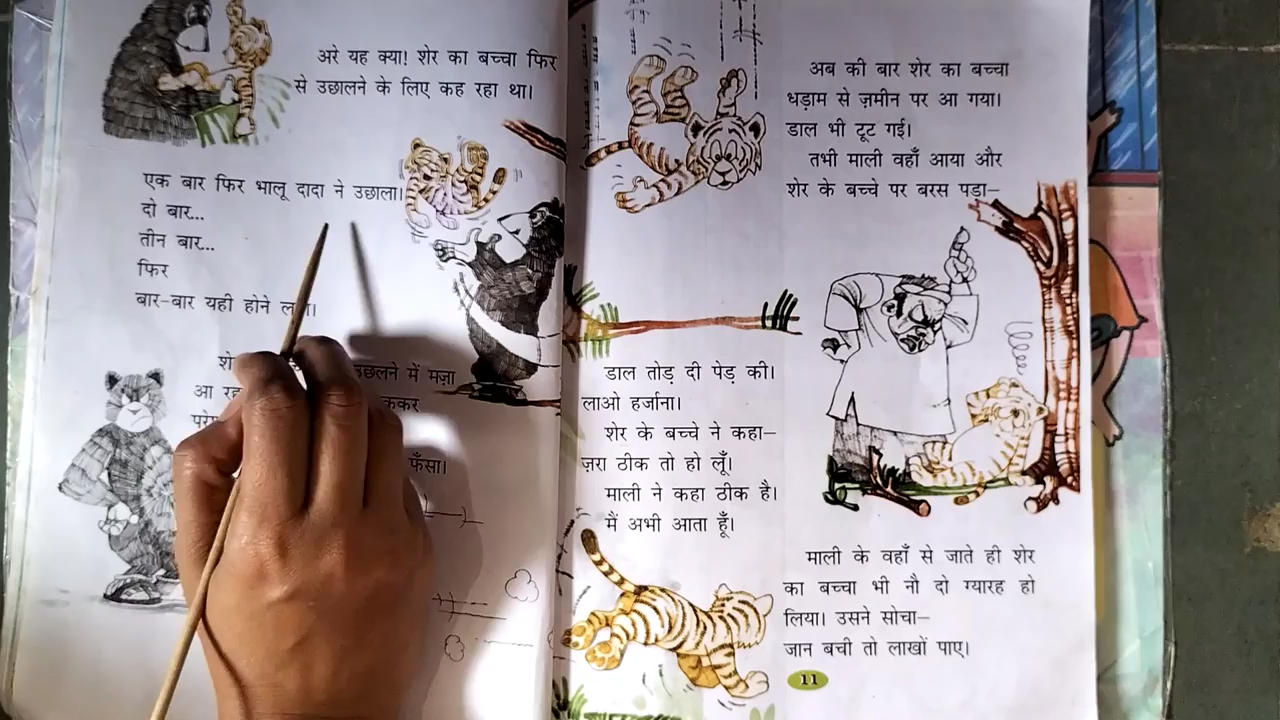 अरे यह क्या! शेर का बच्चा फिर
से उछालने के लिए कह रहा था।
एक बार फिर भालू दादा ने उछाला।
दो बार...
तीन बार...
फिर
बार-बार यही होने
उछलने में मज़ा
आ
फँसा।
अब की बार शेर का बच्चा
धड़ाम से ज़मीन पर आ गया।
डाल भी टूट गई।
तभी माली वहाँ आया और
शेर के बच्चे पर बरस पड़ा–
डाल तोड़ दी पेड़ की।
लाओ हर्जाना।
शेर के बच्चे ने कहा–
ज़रा ठीक तो हो लूँ।
माली ने कहा ठीक है।
मैं अभी आता हूँ।
माली के वहाँ से जाते ही शेर
का बच्चा भी नौ दो ग्यारह हो
लिया। उसने सोचा–
जान बची तो लाखों पाए।
11